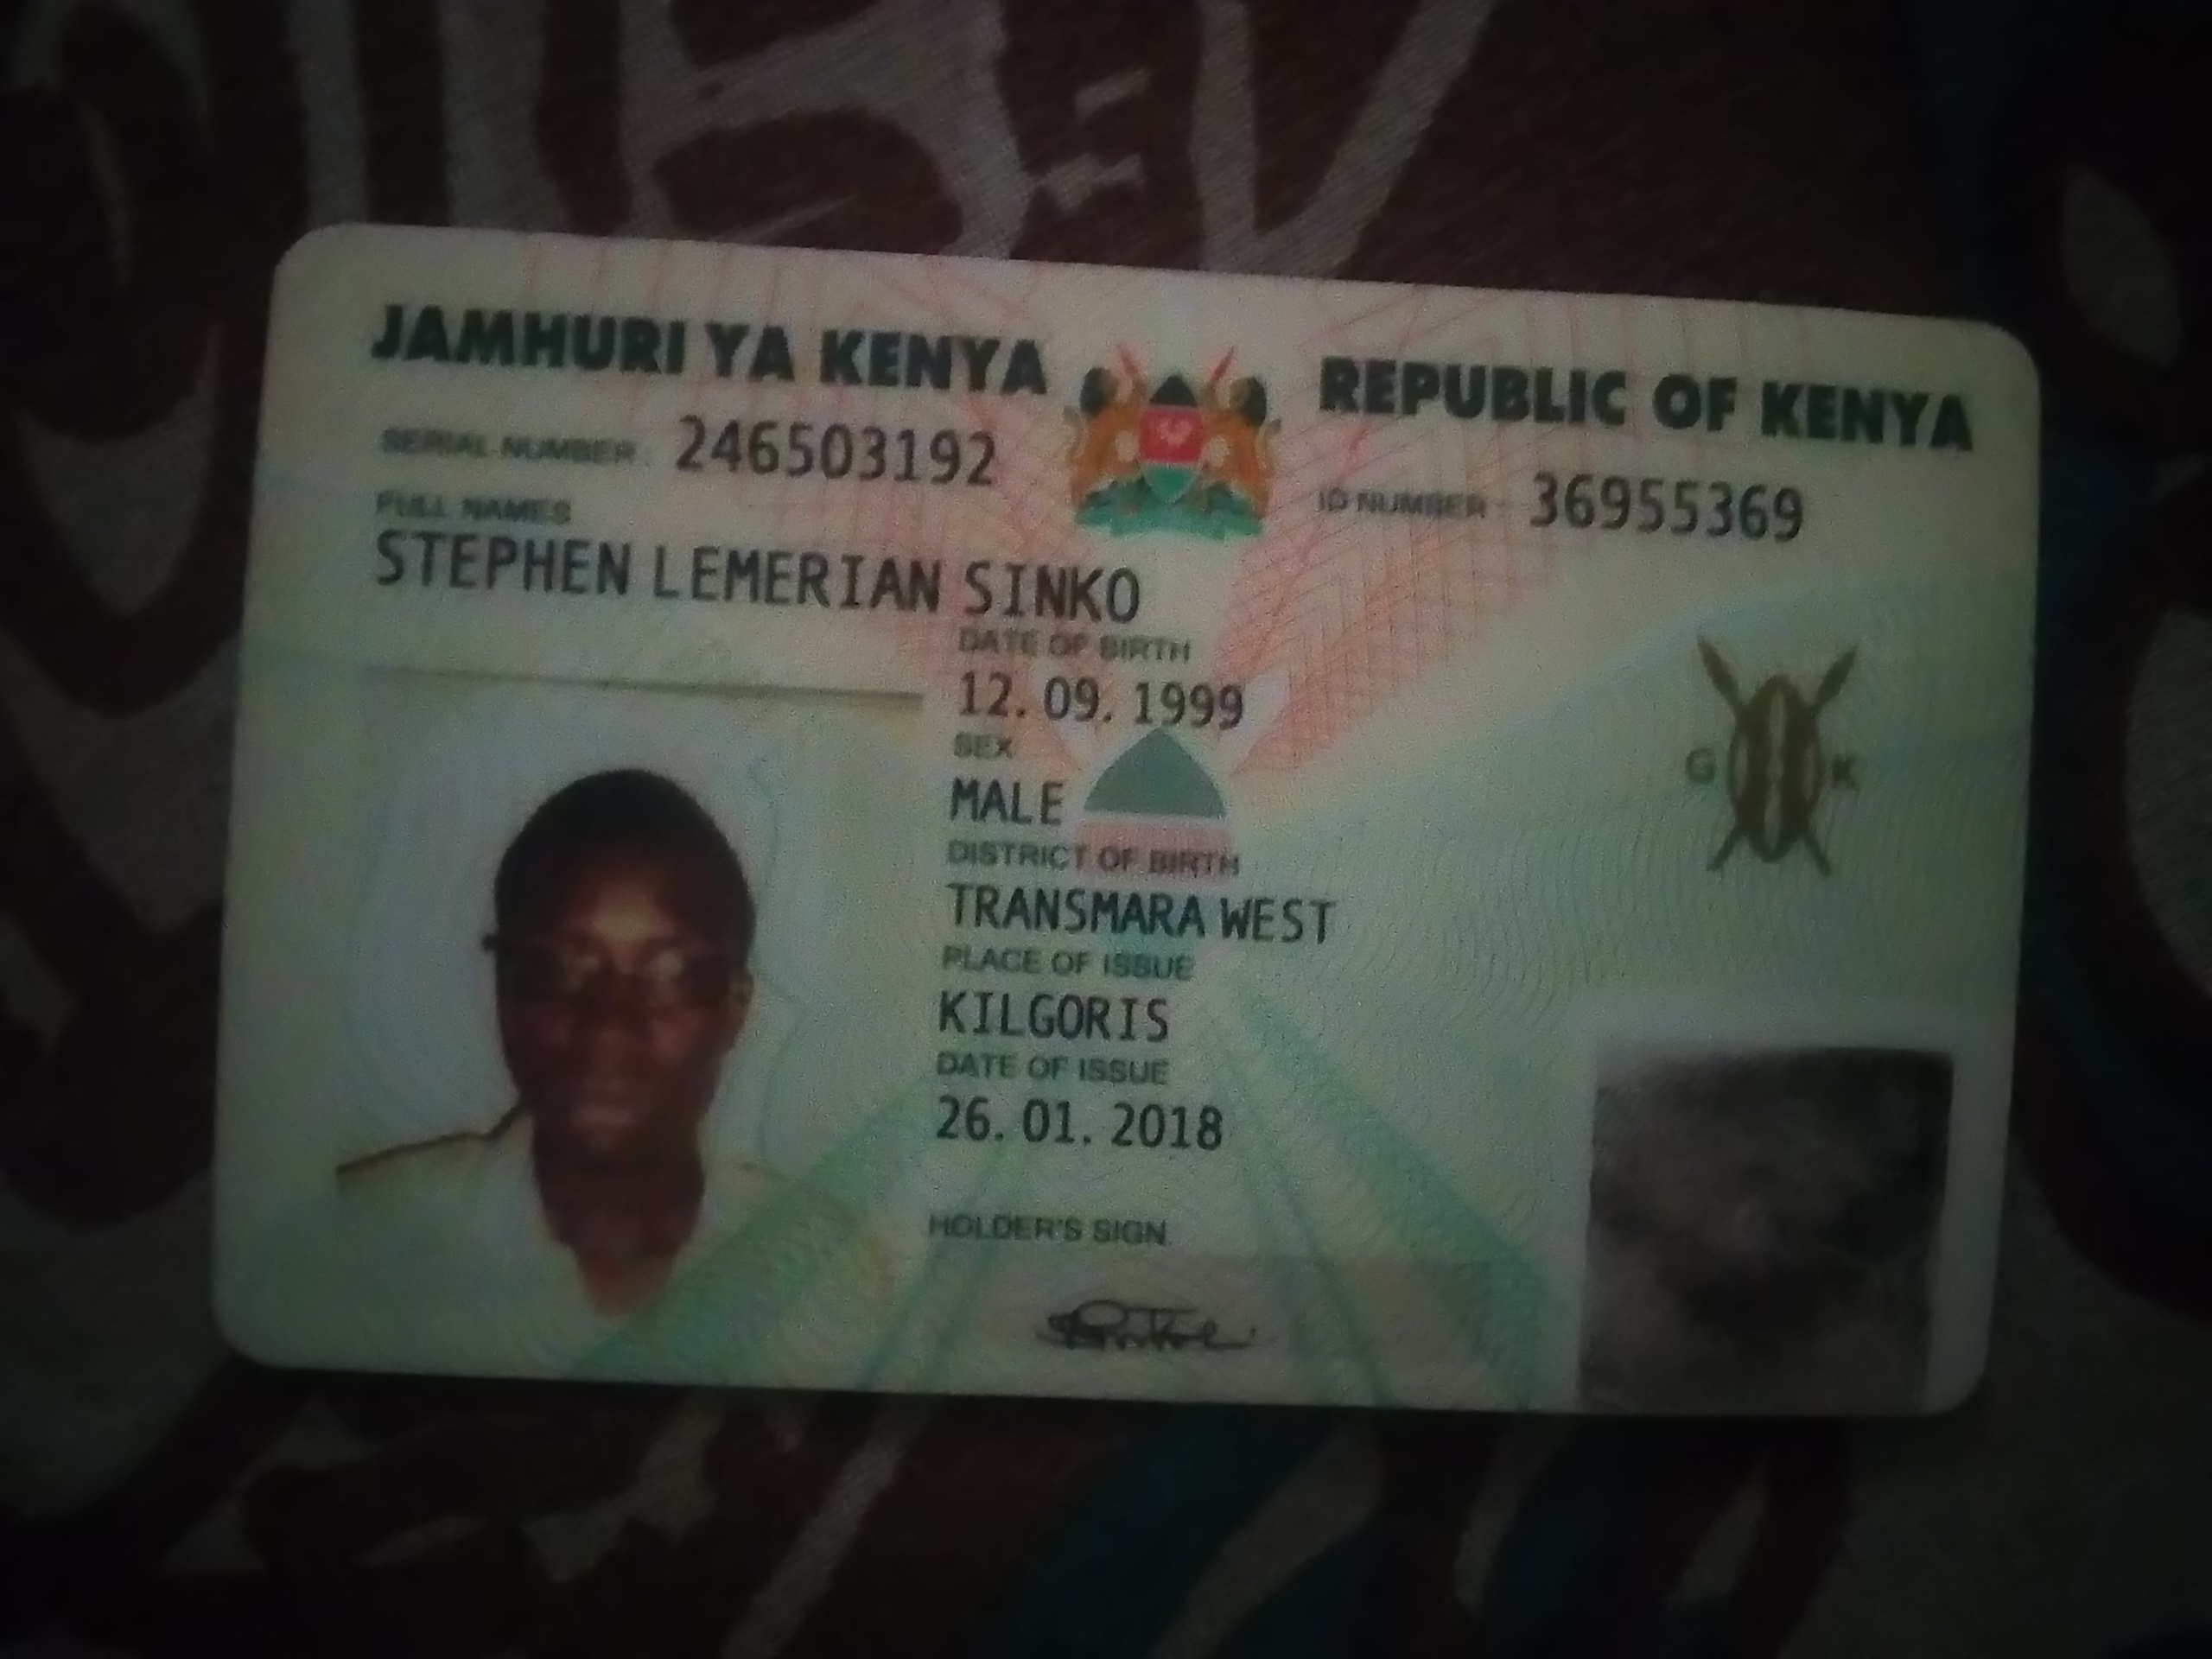 JAMHURI YA KENYA REPUBLIC OF KENYA
SERIAL NUMBER: 246503192 ID NUMBER: 36955369
FULL NAMES
STEPHEN LEMERIAN SINKO
DATE OF BIRTH
12. 09. 1999
SEX
MALE
G K
DISTRICT OF BIRTH
TRANSMARA WEST
PLACE OF ISSUE
KILGORIS
DATE OF ISSUE
26. 01. 2018
HOLDER'S SIGN.